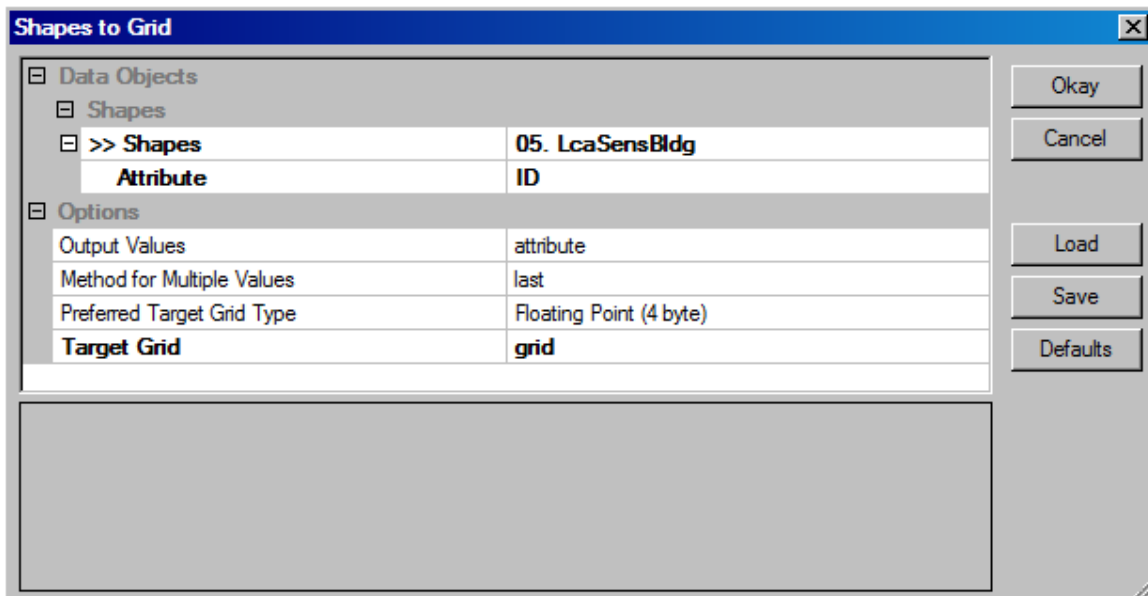 Shapes to Grid
Data Objects
Shapes
>> Shapes 05. LcaSensBldg
Attribute ID
Options
Output Values attribute
Method for Multiple Values last
Preferred Target Grid Type Floating Point (4 byte)
Target Grid grid
Okay
Cancel
Load
Save
Defaults